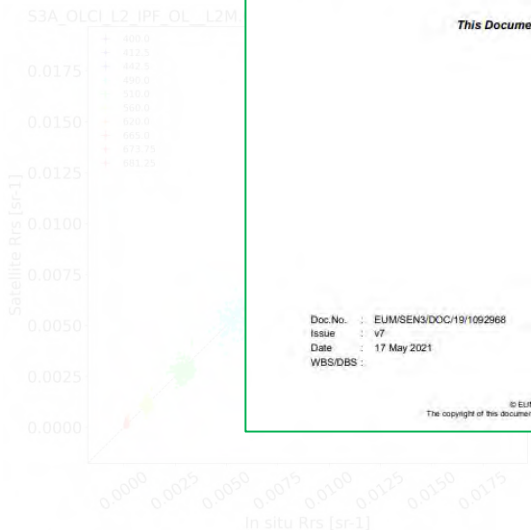 S3A_OLCI_L2_IPF_OL__L2M
This Docume
400.0
412.5
442.5
490.0
510.0
560.0
620.0
665.0
673.75
681.25
0.0175
0.0150
0.0125
0.0100
0.0075
0.0050
0.0025
0.0000
Satellite Rrs [sr-1]
Doc.No. : EUM/SEN3/DOC/19/1092968
Issue : v7
Date : 17 May 2021
WBS/DBS :
© EUM
The copyright of this documen
0.0000 0.0025 0.0050 0.0075 0.0100 0.0125 0.0150 0.0175
In situ Rrs [sr-1]